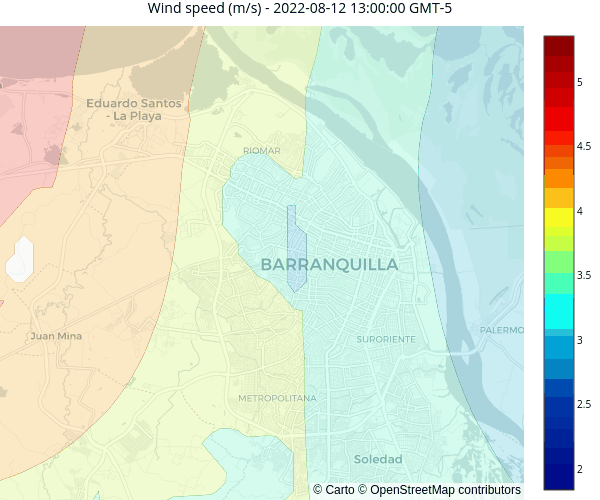 Wind speed (m/s) - 2022-08-12 13:00:00 GMT-5
Eduardo Santos
- La Playa
RIOMAR
BARRANQUILLA
Juan Mina
SURORIENTE
PALERMO
METROPOLITANA
Soledad
© Carto © OpenStreetMap contributors
5
4.5
4
3.5
3
2.5
2